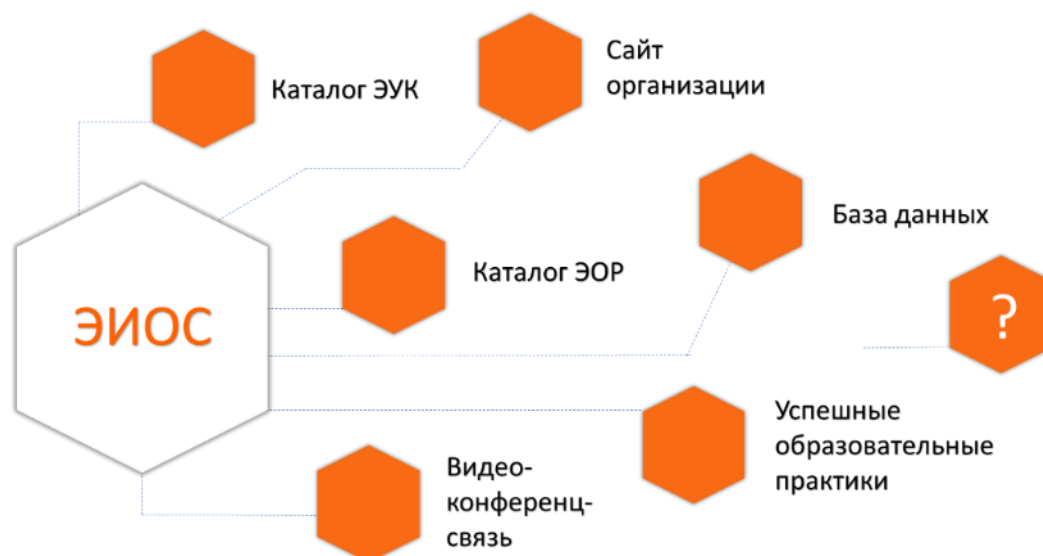 Каталог ЭУК
Сайт
организации
База данных
Каталог ЭОР
ЭИОС
?
Успешные
образовательные
практики
Видео-
конференц-
связь